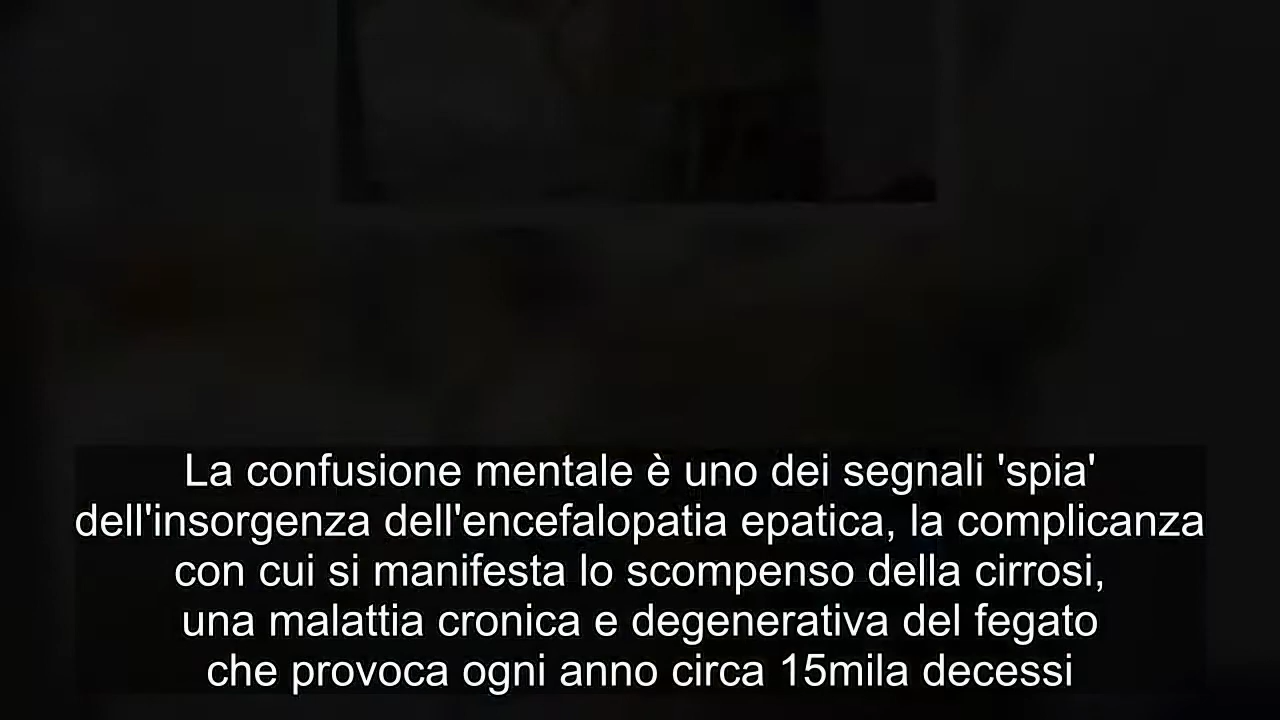 La confusione mentale è uno dei segnali 'spia'
dell'insorgenza dell'encefalopatia epatica, la complicanza
con cui si manifesta lo scompenso della cirrosi,
una malattia cronica e degenerativa del fegato
che provoca ogni anno circa 15mila decessi